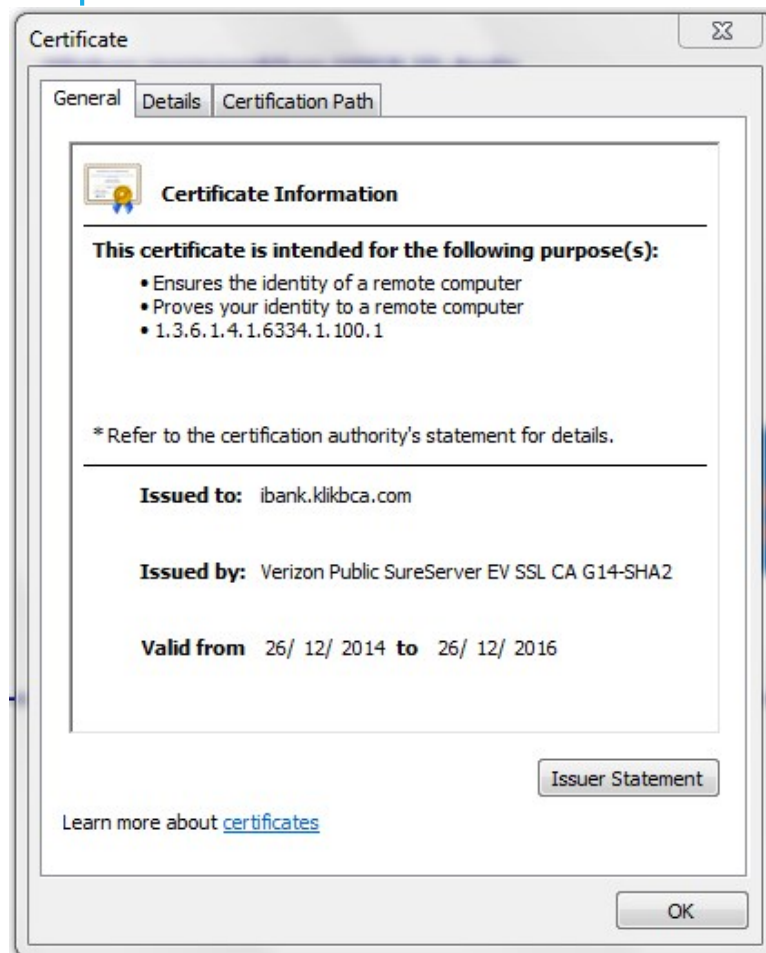 Certificate
General Details Certification Path
Certificate Information
This certificate is intended for the following purpose(s):
• Ensures the identity of a remote computer
• Proves your identity to a remote computer
• 1.3.6.1.4.1.6334.1.100.1
* Refer to the certification authority's statement for details.
Issued to: ibank.klikbca.com
Issued by: Verizon Public SureServer EV SSL CA G14-SHA2
Valid from 26/ 12/ 2014 to 26/ 12/ 2016
Issuer Statement
Learn more about certificates
OK